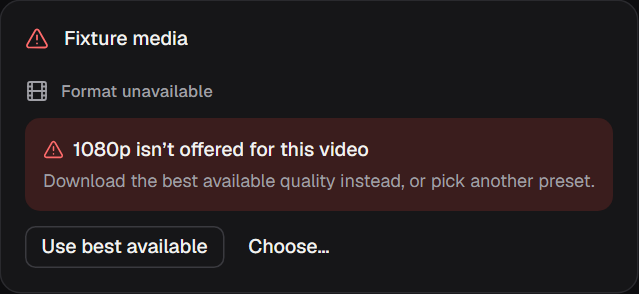 Fixture media
Format unavailable
1080p isn’t offered for this video
Download the best available quality instead, or pick another preset.
Use best available
Choose...